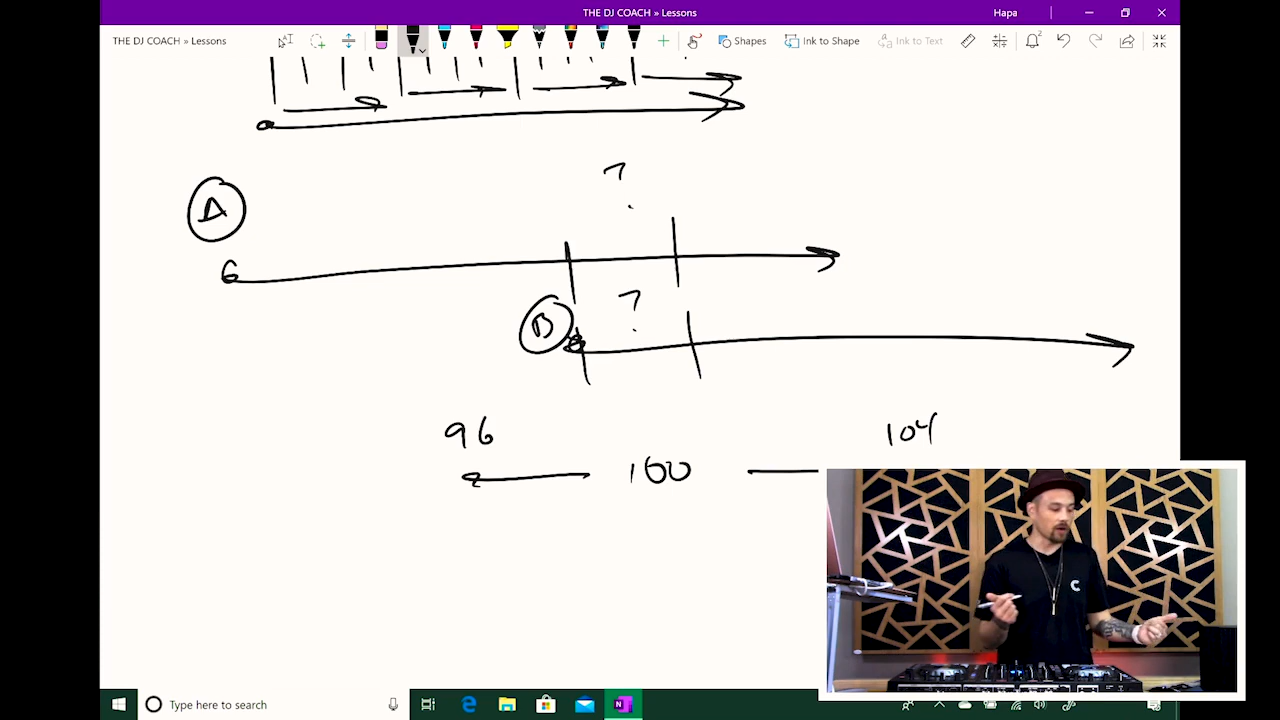 THE DJ COACH » Lessons
Hapa
THE DJ COACH » Lessons
Shapes
Ink to Shape
Ink to Text
?
A
?
B
96
100
104
C
Type here to search